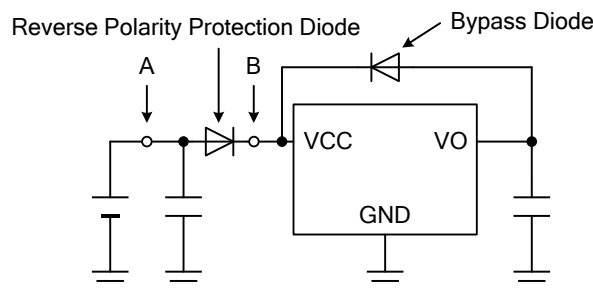 Reverse Polarity Protection Diode
Bypass Diode
A
B
VCC
VO
GND